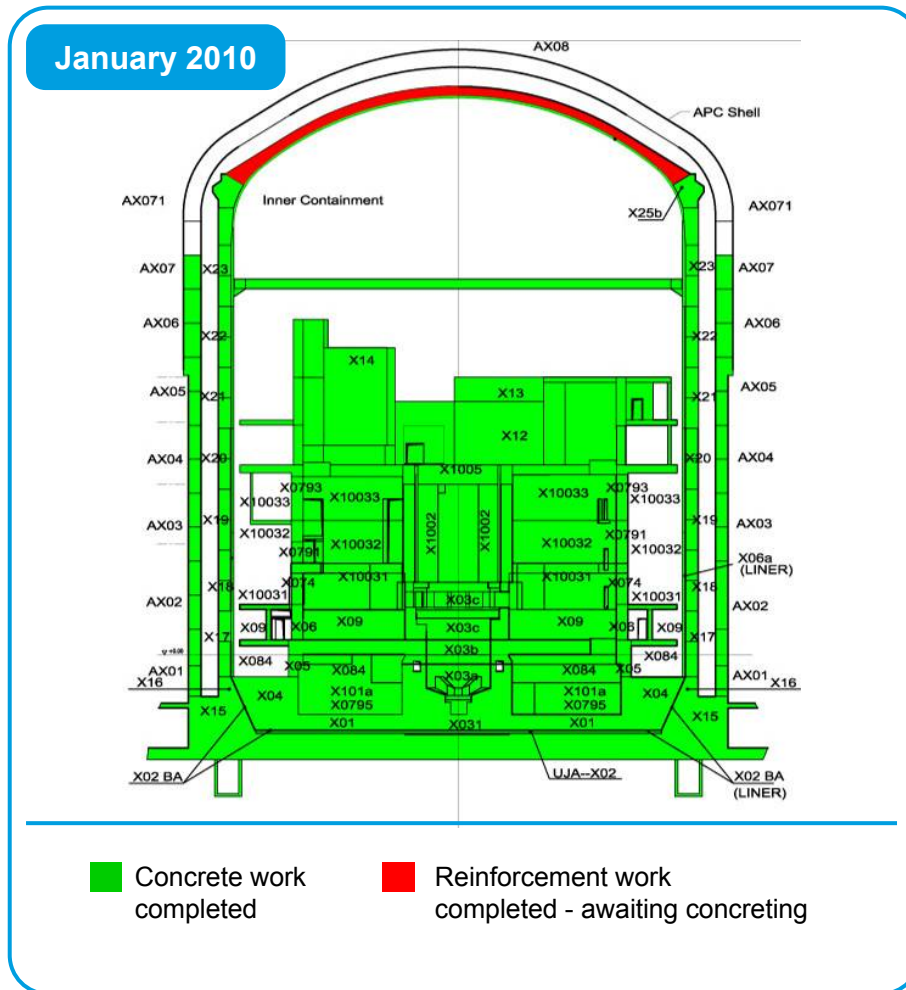 January 2010
AX08
APC Shell
AX071
Inner Containment
X25b
AX071
AX07 X23 X23 AX07
AX06 X22 X22 AX06
X14
AX05 X21 X13 X21 AX05
X12
AX04 X20 X1005 X20 AX04
X0793 X0793
X10033 X10033 X10033 X10033
AX03 X19 X1002 X1002 X19 AX03
X10032 X10032 X0791 X10032 X10032
X0791
X06a
(LINER)
X18 X074 X10031 X10031 X074 X18
AX02 X10031 X03c X10031 AX02
X09 X06 X09 X03c X09 X06 X09
X17 X17
X03b
X084 X05 X084 X084 X05 X084
AX01 X03a AX01
X16 X04 X101a X101a X04 X16
X15 X0795 X0795 X15
X01 X031 X01
X02 BA UJA--X02 X02 BA
(LINER)
Concrete work
completed
Reinforcement work
completed - awaiting concreting